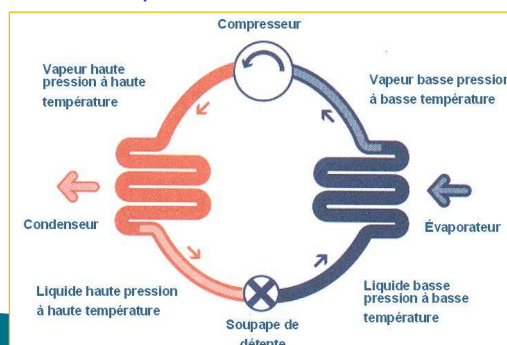 Compresseur
Vapeur haute
pression à haute
température
Vapeur basse pression
à basse température
Condenseur
Évaporateur
Liquide haute pression
à haute température
Liquide basse
pression à basse
température
Soupape de
détente